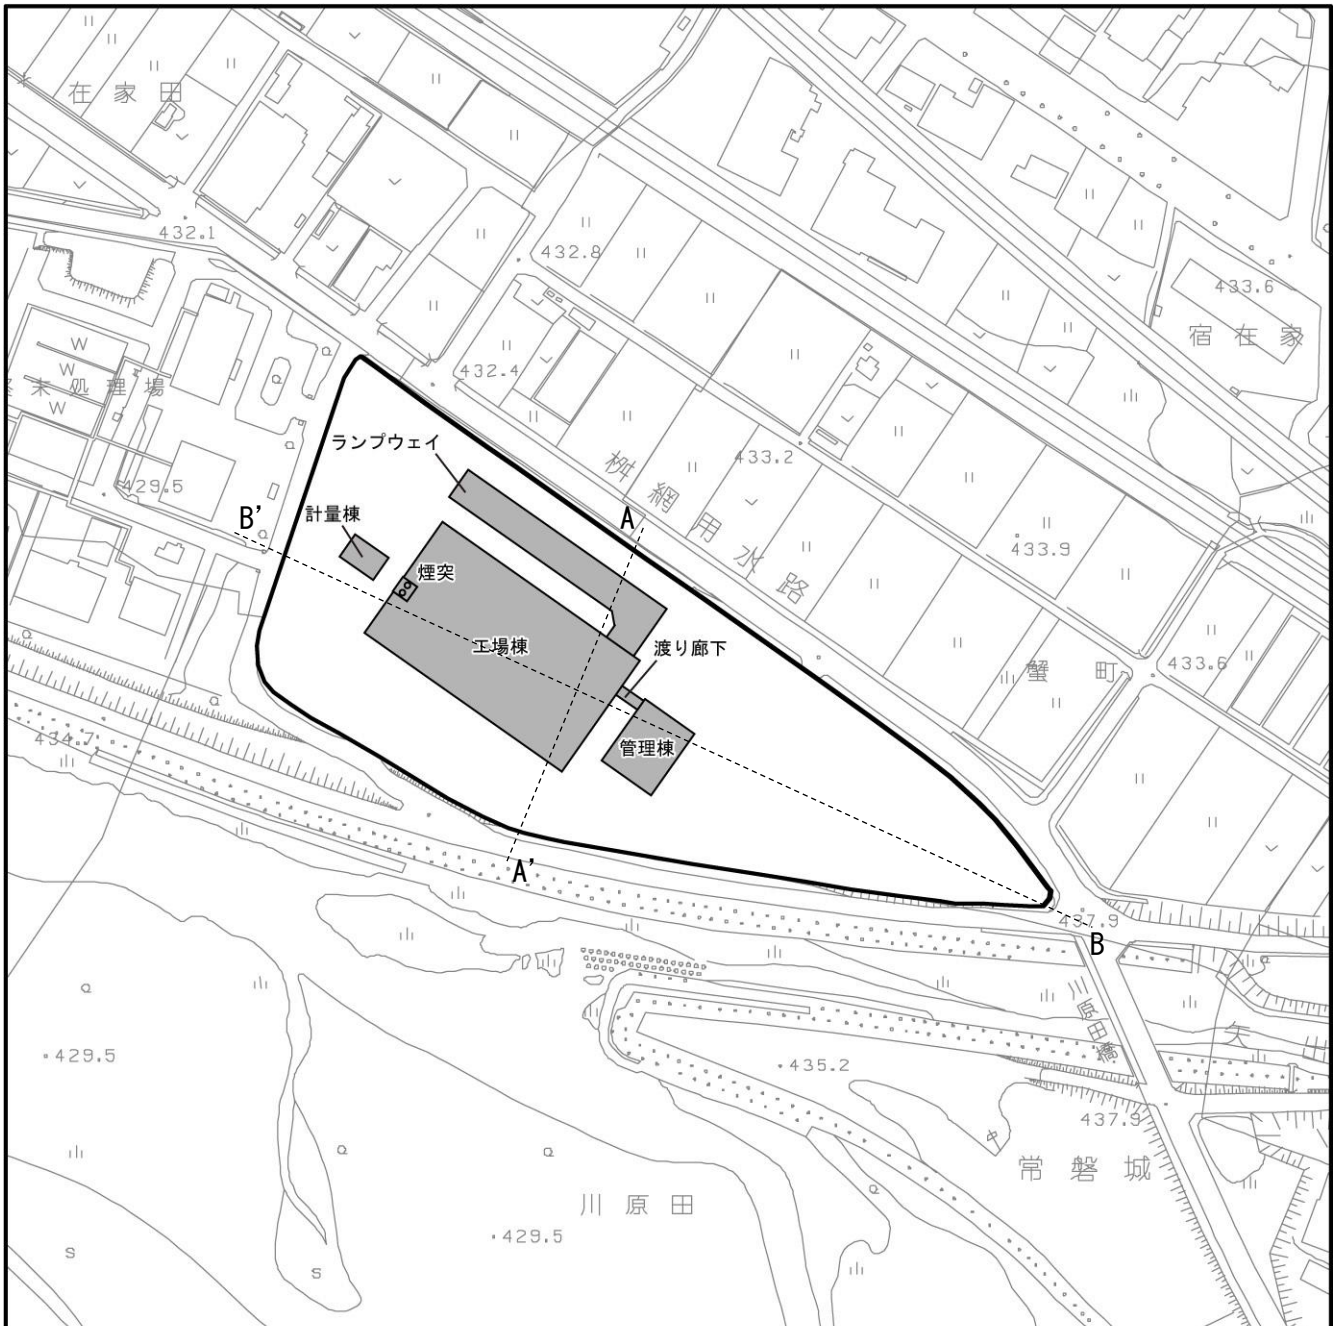 在家田
432.1
432.8
433.6
宿在家
W
W
W
末処理場
432.4
ランプウェイ
桝網用水路
433.2
429.5
計量棟
B’
A
433.9
煙突
工場棟
渡り廊下
蟹町
433.6
管理棟
434.7
A’
437.9
B
川原田橋
429.5
435.2
437.9
常磐城
川原田
429.5
S
S